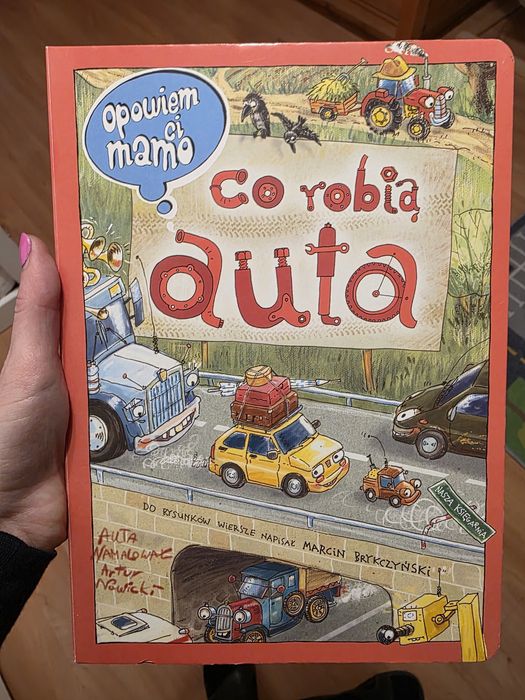 opowiem
ci
mamo
co robią
auta
NASZA KSIĘGARNIA
DO RYSUNKÓW WIERSZE NAPISAŁ MARCIN BRYKCZYŃSKI
AUTA
NAMALOWAŁ
Artur
Nowicki